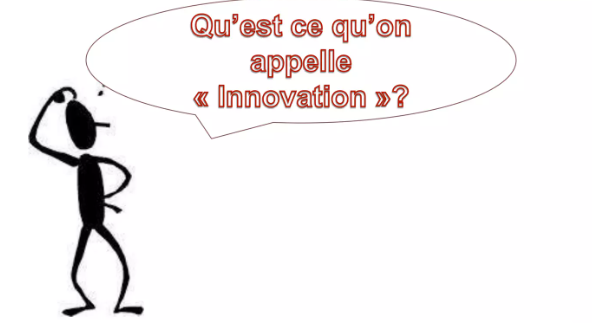 Qu’est ce qu’on
appelle
« Innovation »?